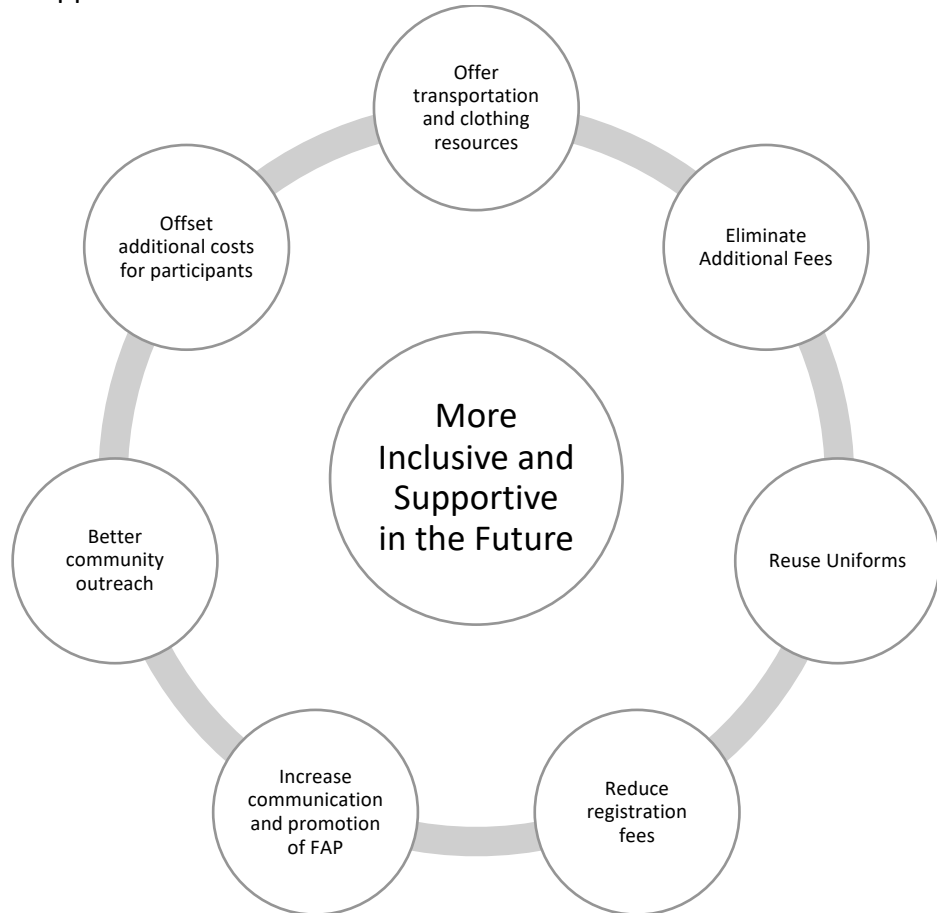 Offer
transportation
and clothing
resources
Eliminate
Additional Fees
Reuse Uniforms
Reduce
registration
fees
Increase
communication
and promotion
of FAP
Better
community
outreach
Offset
additional costs
for participants
More
Inclusive and
Supportive
in the Future